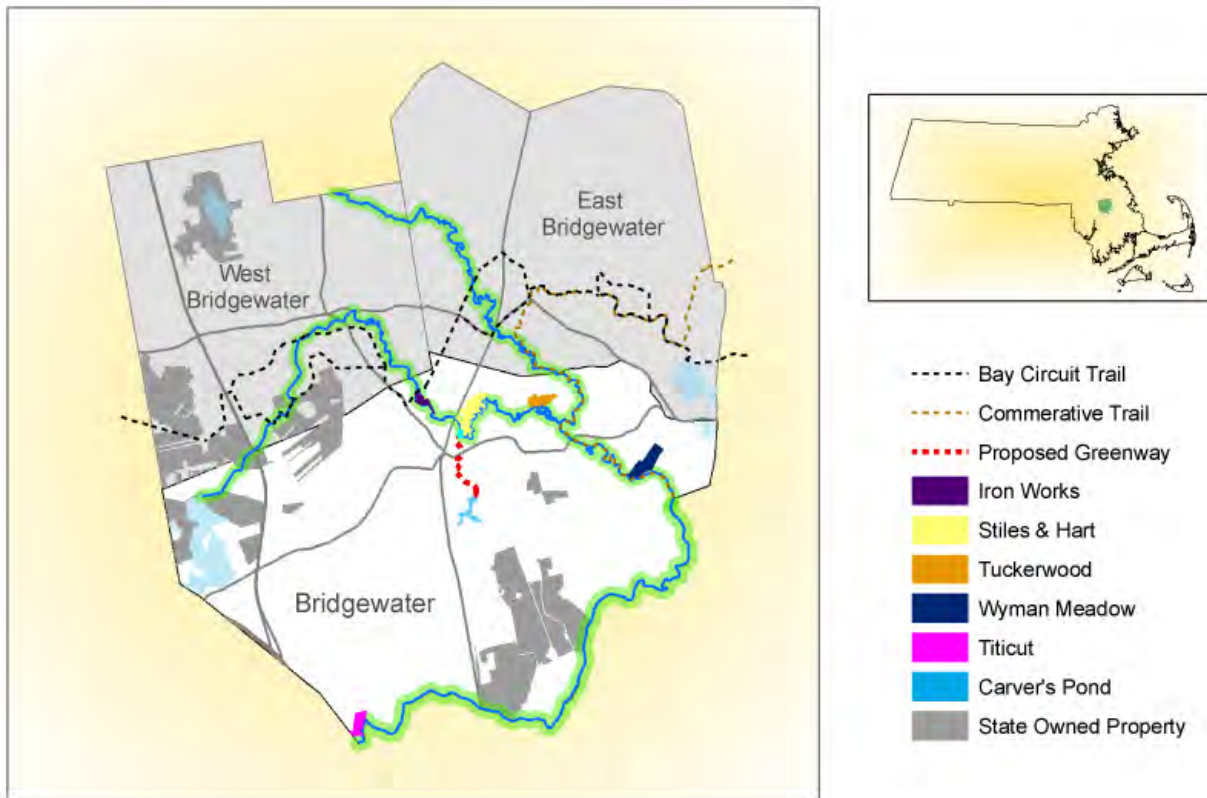 East
Bridgewater
West
Bridgewater
Bridgewater
Bay Circuit Trail
Commerative Trail
Proposed Greenway
Iron Works
Stiles & Hart
Tuckerwood
Wyman Meadow
Titicut
Carver's Pond
State Owned Property